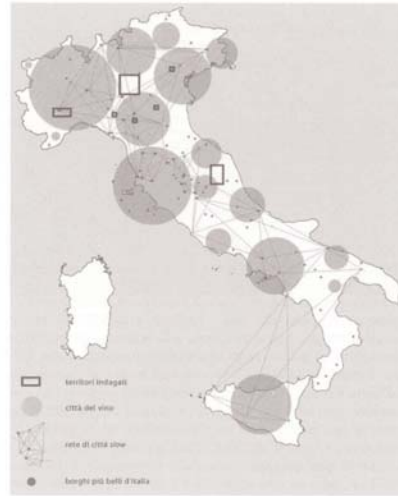 territori indagati
città del vino
rete di città slow
borghi più belli d'Italia